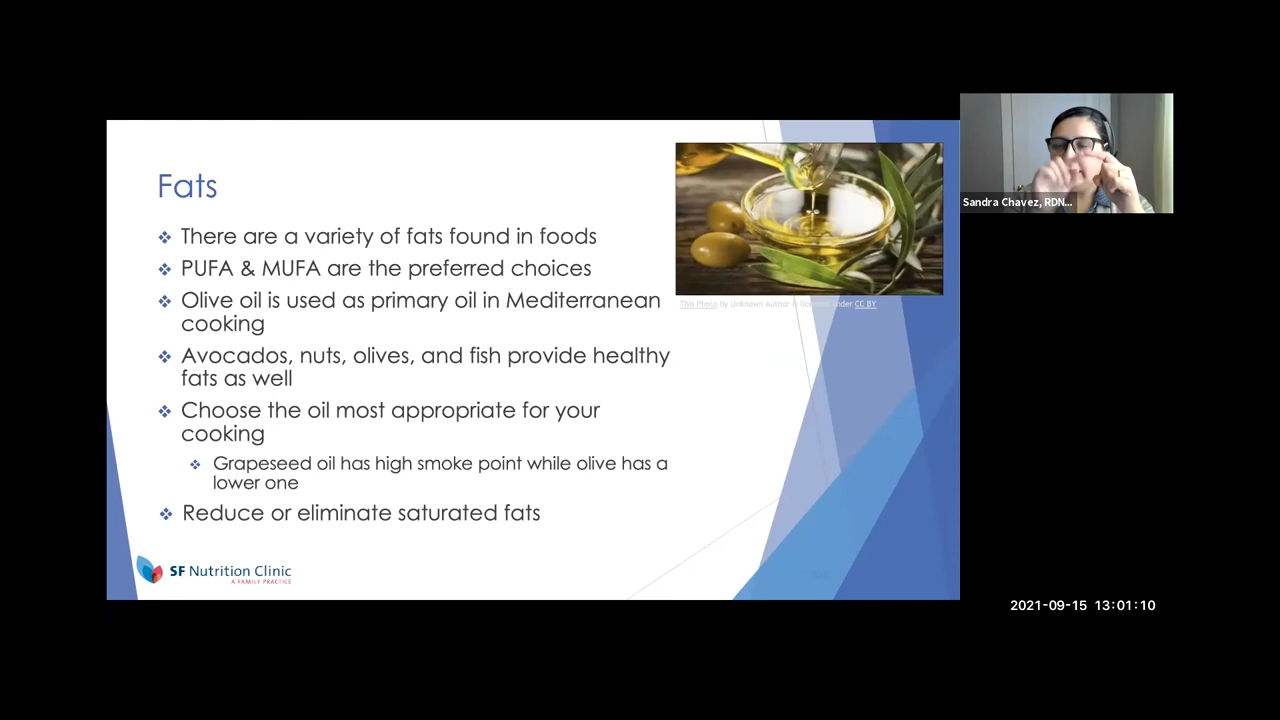 Fats
There are a variety of fats found in foods
PUFA & MUFA are the preferred choices
Olive oil is used as primary oil in Mediterranean
cooking
Avocados, nuts, olives, and fish provide healthy
fats as well
Choose the oil most appropriate for your
cooking
Grapeseed oil has high smoke point while olive has a
lower one
Reduce or eliminate saturated fats
This Photo by Unknown Author is licensed under CC BY
SF Nutrition Clinic
A FAMILY PRACTICE
Sandra Chavez, RDN...
2021-09-15 13:01:10